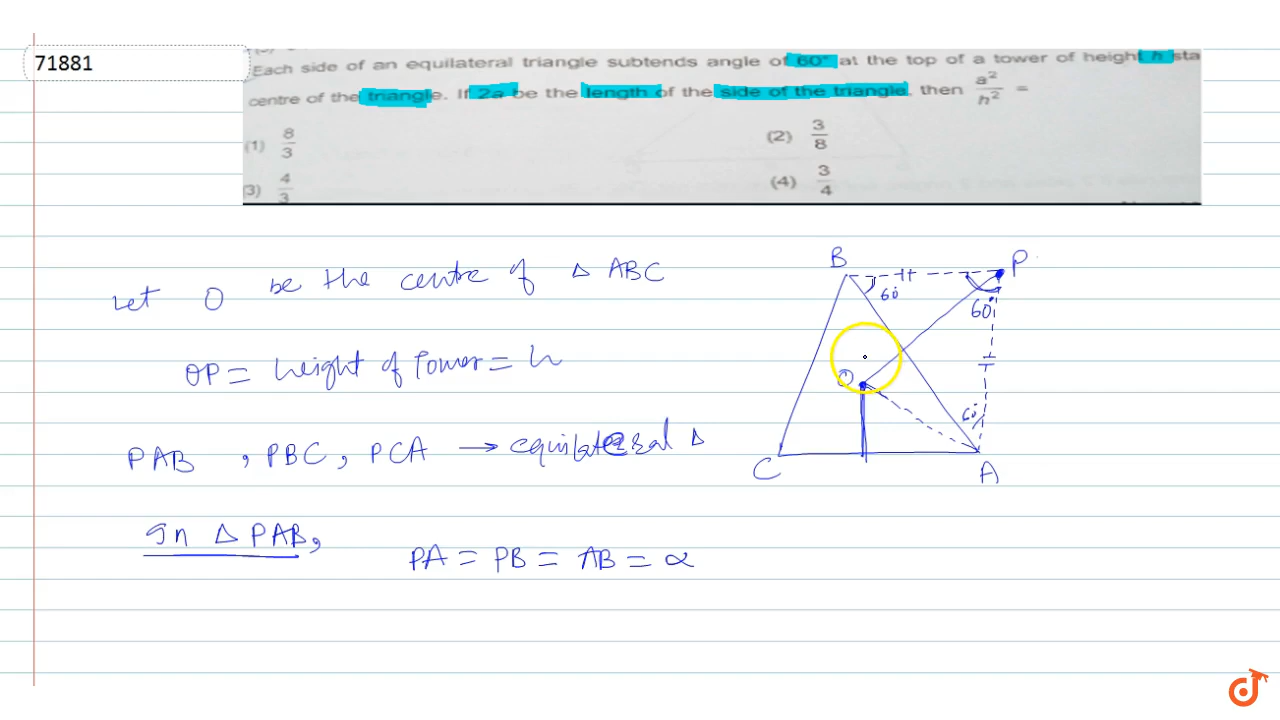 71881
Each side of an equilateral triangle subtends angle of 60° at the top of a tower of height h sta
centre of the triangle. If 2a be the length of the side of the triangle, then a²/h² =
(1) 8/3
(2) 3/8
(3) 4/3
(4) 3/4
Let O be the centre of Δ ABC
OP = height of Tower = h
PAB , PBC, PCA → equilateral Δ
In Δ PAB,
PA = PB = AB = α
B
P
60°
60°
O
60°
C
A
doubtnut